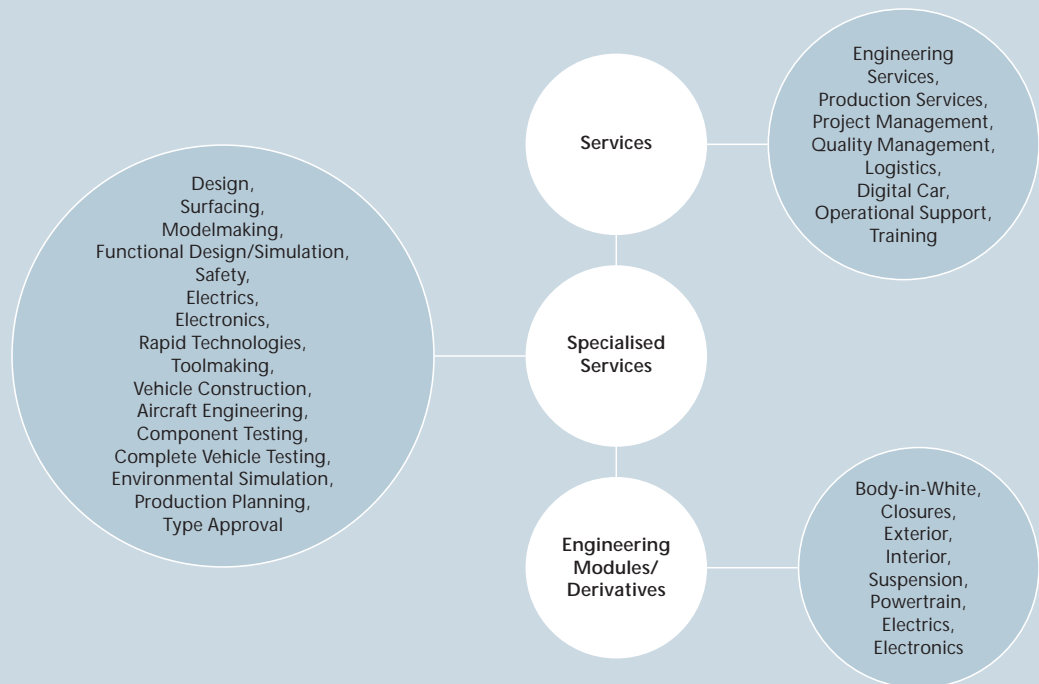 Services
Engineering
Services,
Production Services,
Project Management,
Quality Management,
Logistics,
Digital Car,
Operational Support,
Training
Design,
Surfacing,
Modelmaking,
Functional Design/Simulation,
Safety,
Electrics,
Electronics,
Rapid Technologies,
Toolmaking,
Vehicle Construction,
Aircraft Engineering,
Component Testing,
Complete Vehicle Testing,
Environmental Simulation,
Production Planning,
Type Approval
Specialised
Services
Engineering
Modules/
Derivatives
Body-in-White,
Closures,
Exterior,
Interior,
Suspension,
Powertrain,
Electrics,
Electronics